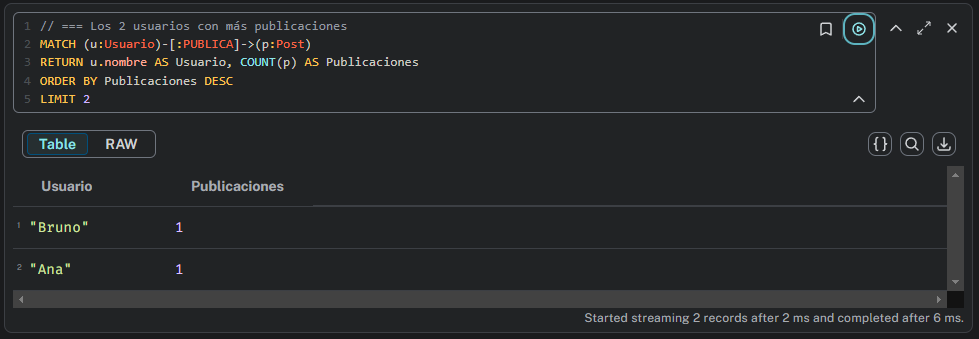 1 // === Los 2 usuarios con más publicaciones
2 MATCH (u:Usuario)-[:PUBLICA]->(p:Post)
3 RETURN u.nombre AS Usuario, COUNT(p) AS Publicaciones
4 ORDER BY Publicaciones DESC
5 LIMIT 2
Table RAW
Usuario Publicaciones
1 "Bruno" 1
2 "Ana" 1
Started streaming 2 records after 2 ms and completed after 6 ms.